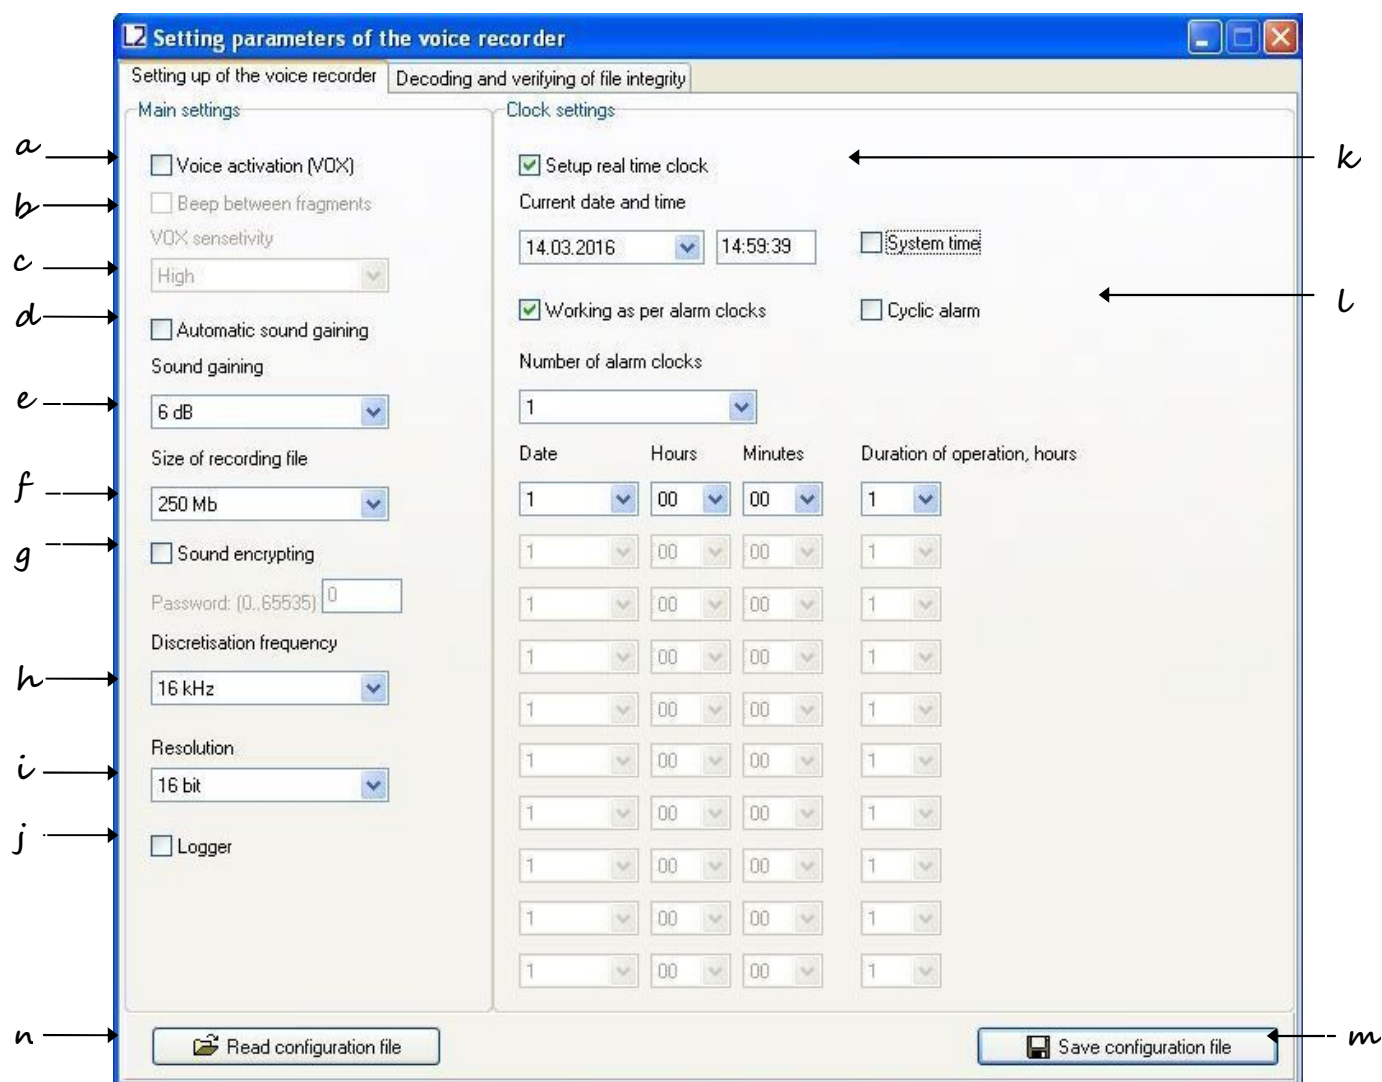 L2 Setting parameters of the voice recorder
Setting up of the voice recorder Decoding and verifying of file integrity
Main settings Clock settings
a Voice activation (VOX) Setup real time clock k
b Beep between fragments Current date and time
VOX sensetivity
14.03.2016 14:59:39 System time
c High
d Automatic sound gaining Working as per alarm clocks Cyclic alarm l
Sound gaining Number of alarm clocks
e 6 dB 1
Size of recording file Date Hours Minutes Duration of operation, hours
f 250 Mb 1 00 00 1
g Sound encrypting 1 00 00 1
Password: (0..65535) 0 1 00 00 1
Discretisation frequency 1 00 00 1
h 16 kHz 1 00 00 1
Resolution 1 00 00 1
i 16 bit 1 00 00 1
j Logger 1 00 00 1
1 00 00 1
1 00 00 1
n Read configuration file Save configuration file m